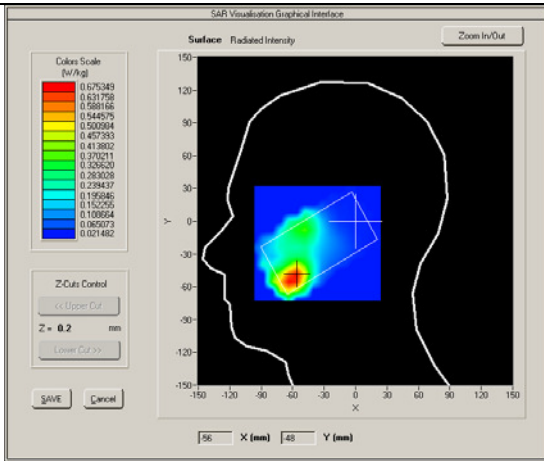 SAR Visualisation Graphical Interface
Surface Radiated Intensity
Zoom In/Out
Colors Scale
(W/kg)
0.675349
0.631758
0.588166
0.544575
0.500984
0.457393
0.413802
0.370211
0.326620
0.283028
0.239437
0.195846
0.152255
0.108664
0.065073
0.021482
Z-Cuts Control
<< Upper Cut
Z = 0.2 mm
Lower Cut >>
SAVE
Cancel
150
120
90
60
30
0
-30
-60
-90
-120
-150
Y
-150 -120 -90 -60 -30 0 30 60 90 120 150
X
-56 X (mm) -48 Y (mm)